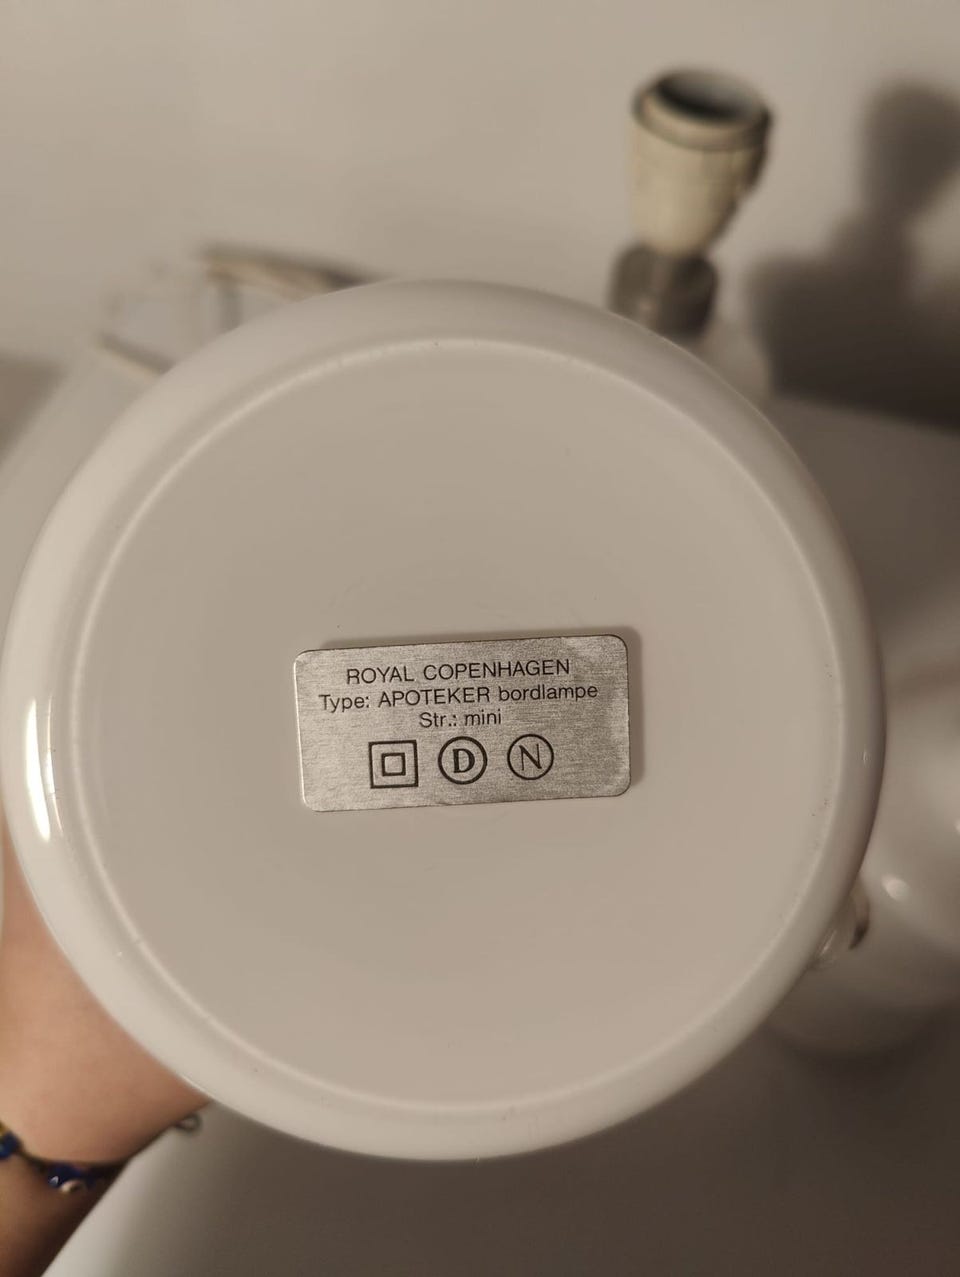 ROYAL COPENHAGEN
Type: APOTEKER bordlampe
Str.: mini
D N